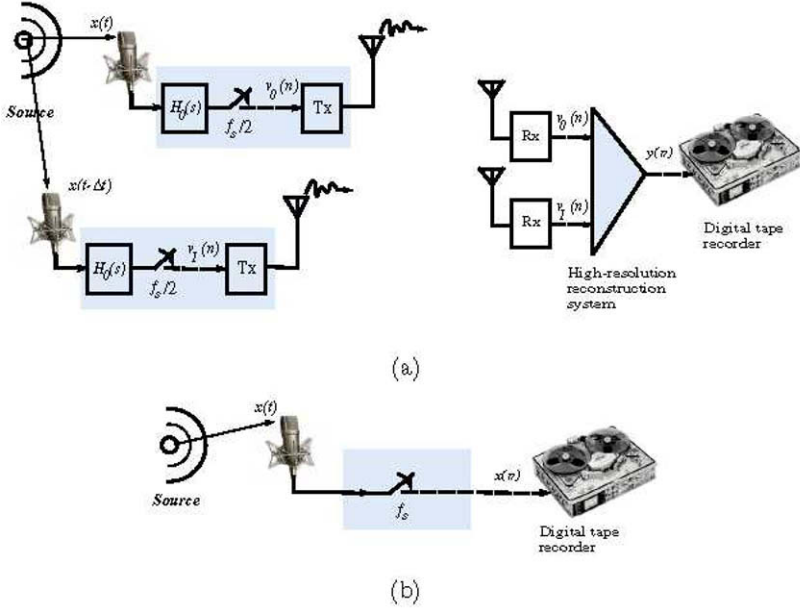 x(t)
Source
H₀(s)
fₛ/2
v₀(n)
Tx
x(t-Δt)
H₀(s)
fₛ/2
v₁(n)
Tx
Rx
v₀(n)
Rx
v₁(n)
y(n)
Digital tape
recorder
High-resolution
reconstruction
system
(a)
x(t)
Source
fₛ
x(n)
Digital tape
recorder
(b)